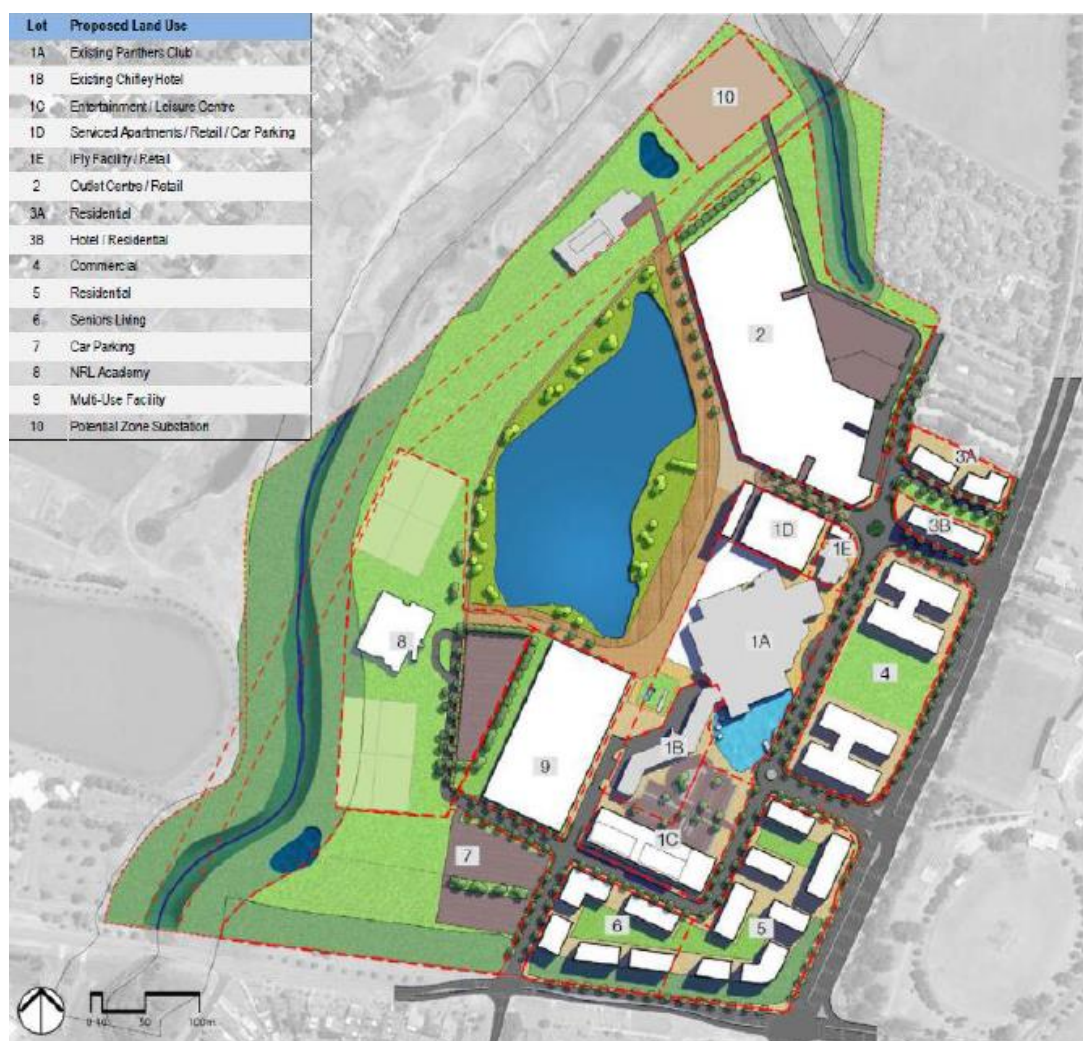 Lot Proposed Land Use
1A Existing Panthers Club
1B Existing Chifley Hotel
1C Entertainment / Leisure Centre
1D Serviced Apartments / Retail / Car Parking
1E iFly Facility / Retail
2 Outlet Centre / Retail
3A Residential
3B Hotel / Residential
4 Commercial
5 Residential
6 Seniors Living
7 Car Parking
8 NRL Academy
9 Multi-Use Facility
10 Potential Zone Substation
10
2
3A
3B
1D
1E
1A
4
8
1B
9
1C
7
6
5
50 100m